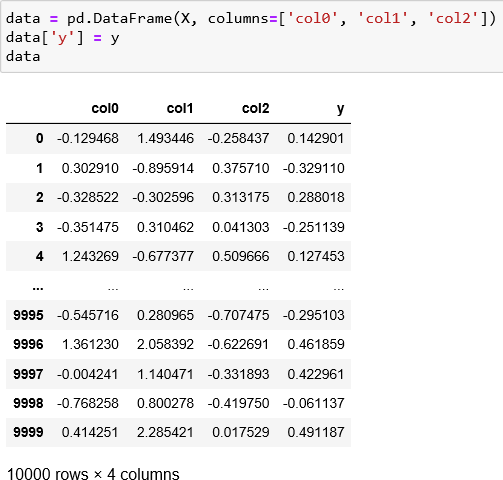 data = pd.DataFrame(X, columns=['col0', 'col1', 'col2'])
data['y'] = y
data
col0 col1 col2 y
0 -0.129468 1.493446 -0.258437 0.142901
1 0.302910 -0.895914 0.375710 -0.329110
2 -0.328522 -0.302596 0.313175 0.288018
3 -0.351475 0.310462 0.041303 -0.251139
4 1.243269 -0.677377 0.509666 0.127453
... ... ... ... ...
9995 -0.545716 0.280965 -0.707475 -0.295103
9996 1.361230 2.058392 -0.622691 0.461859
9997 -0.004241 1.140471 -0.331893 0.422961
9998 -0.768258 0.800278 -0.419750 -0.061137
9999 0.414251 2.285421 0.017529 0.491187
10000 rows × 4 columns